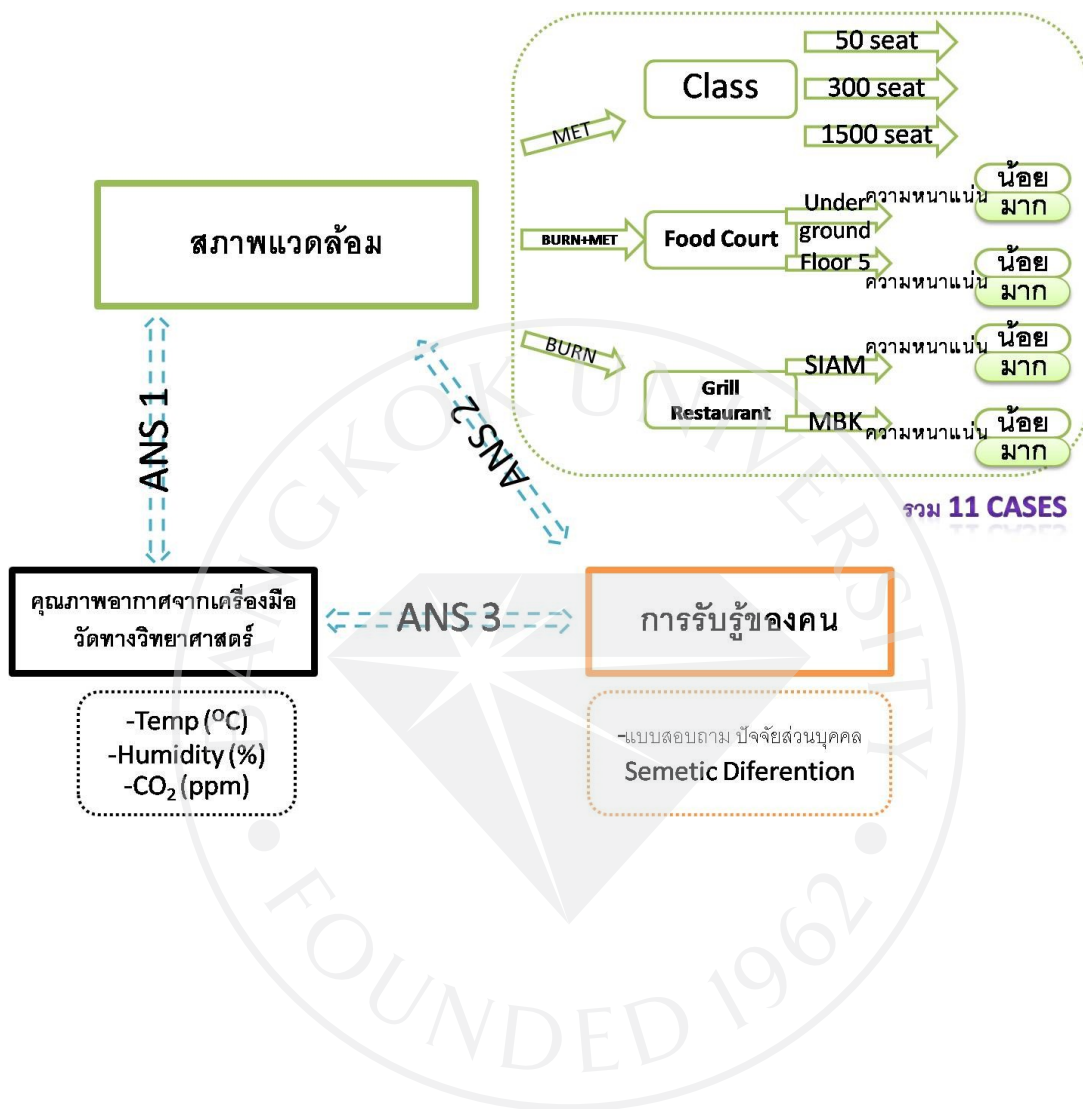 50 seat
Class
300 seat
1500 seat
MET
สภาพแวดล้อม
BURN+MET
Food Court
Under
ground
ความหนาแน่น
น้อย
มาก
Floor 5
ความหนาแน่น
น้อย
มาก
BURN
Grill
Restaurant
SIAM
ความหนาแน่น
น้อย
มาก
MBK
ความหนาแน่น
น้อย
มาก
รวม 11 CASES
ANS 1
ANS 2
คุณภาพอากาศจากเครื่องมือ
วัดทางวิทยาศาสตร์
ANS 3
การรับรู้ของคน
-Temp (⁰C)
-Humidity (%)
-CO₂ (ppm)
-แบบสอบถาม ปัจจัยส่วนบุคคล
Semetic Diferention
BANGKOK UNIVERSITY
FOUNDED 1962